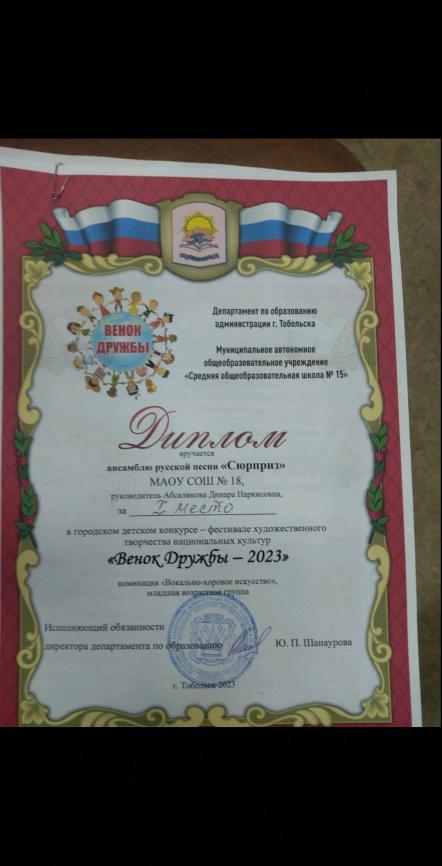 ВЕНОК
ДРУЖБЫ
Департамент по образованию
администрации г. Тобольска
Муниципальное автономное
общеобразовательное учреждение
«Средняя общеобразовательная школа № 15»
Диплом
вручается
ансамблю русской песни «Сюрприз»
МАОУ СОШ № 18,
руководитель Абсалямова Динара Наркисовна,
за I место
в городском детском конкурсе – фестивале художественного
творчества национальных культур
«Венок Дружбы – 2023»
номинация «Вокально-хоровое искусство»,
младшая возрастная группа
Исполняющий обязанности
директора департамента по образованию Ю. П. Шанаурова
г. Тобольск 2023